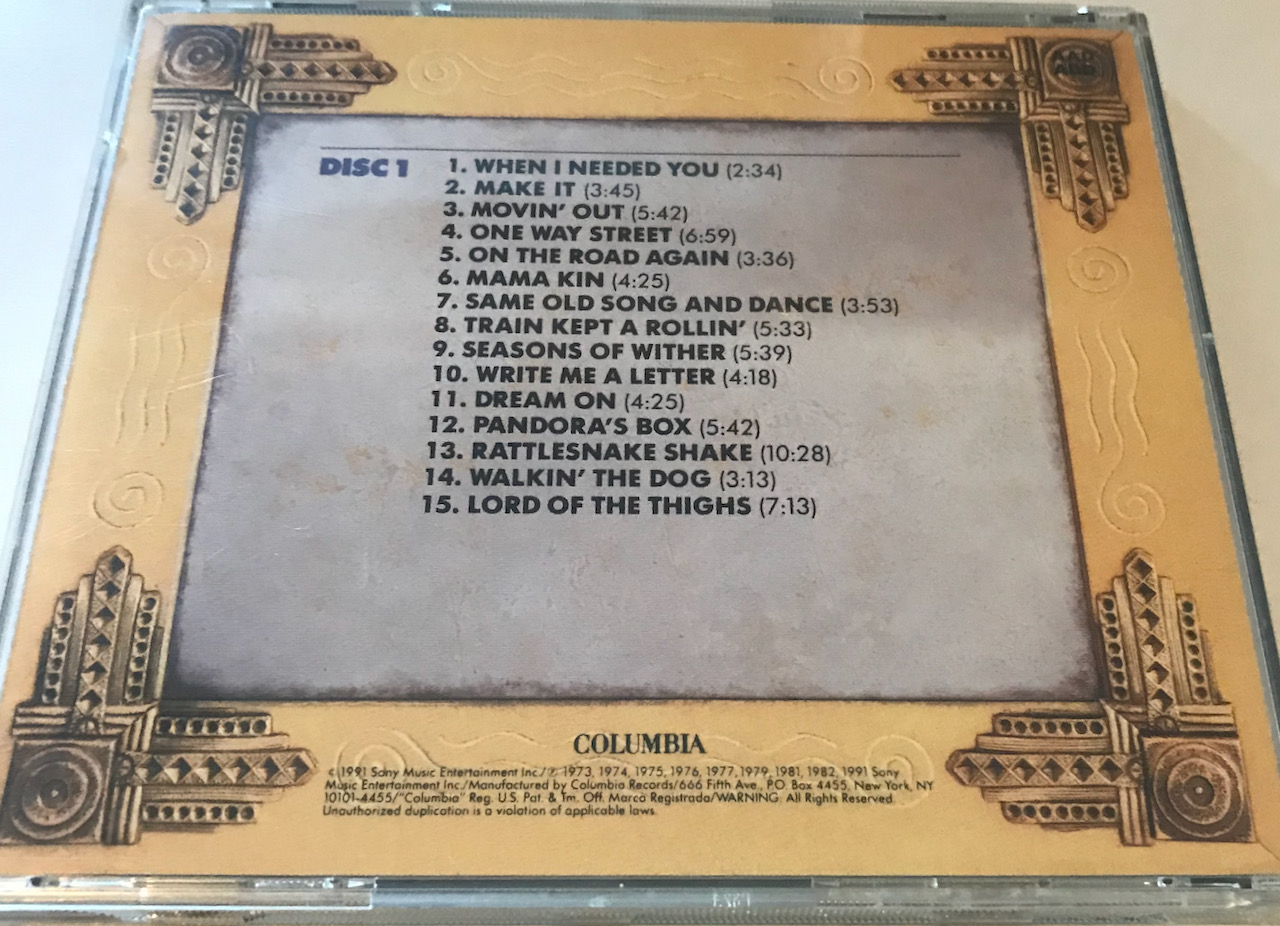 DISC 1 1. WHEN I NEEDED YOU (2:34)
2. MAKE IT (3:45)
3. MOVIN' OUT (5:42)
4. ONE WAY STREET (6:59)
5. ON THE ROAD AGAIN (3:36)
6. MAMA KIN (4:25)
7. SAME OLD SONG AND DANCE (3:53)
8. TRAIN KEPT A ROLLIN' (5:33)
9. SEASONS OF WITHER (5:39)
10. WRITE ME A LETTER (4:18)
11. DREAM ON (4:25)
12. PANDORA'S BOX (5:42)
13. RATTLESNAKE SHAKE (10:28)
14. WALKIN' THE DOG (3:13)
15. LORD OF THE THIGHS (7:13)
COLUMBIA
© 1991 Sony Music Entertainment Inc./℗ 1973, 1974, 1975, 1976, 1977, 1979, 1981, 1982, 1991 Sony
Music Entertainment Inc./Manufactured by Columbia Records/666 Fifth Ave., P.O. Box 4455, New York, NY
10101-4455/"Columbia" Reg. U.S. Pat. & Tm. Off. Marca Registrada/WARNING: All Rights Reserved.
Unauthorized duplication is a violation of applicable laws.